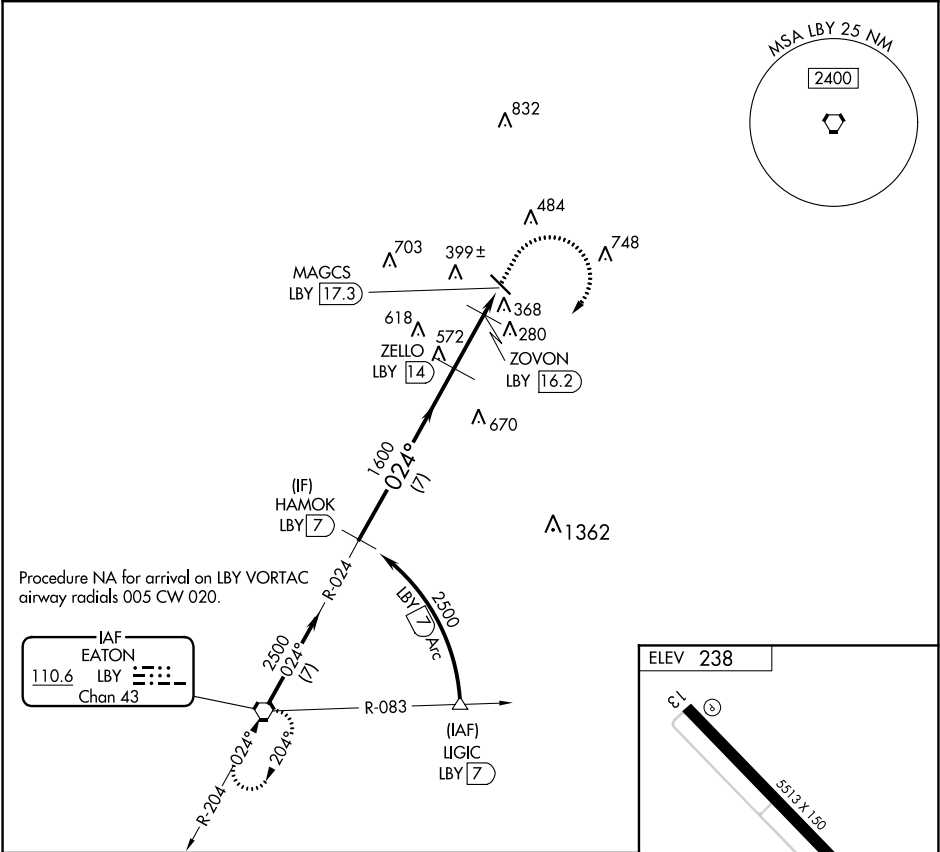 MSA LBY 25 NM
2400
832
484
748
703
399±
MAGCS
LBY 17.3
368
618
280
572
ZELLO
LBY 14
ZOVON
LBY 16.2
670
1600
024°
(7)
(IF)
HAMOK
LBY 7
1362
Procedure NA for arrival on LBY VORTAC
airway radials 005 CW 020.
R-024
LBY 7 Arc
2500
IAF
EATON
110.6 LBY
Chan 43
2500
024°
(7)
R-083
(IAF)
LIGIC
LBY 7
024°
204°
R-204
ELEV 238
13
P
5513 X 150